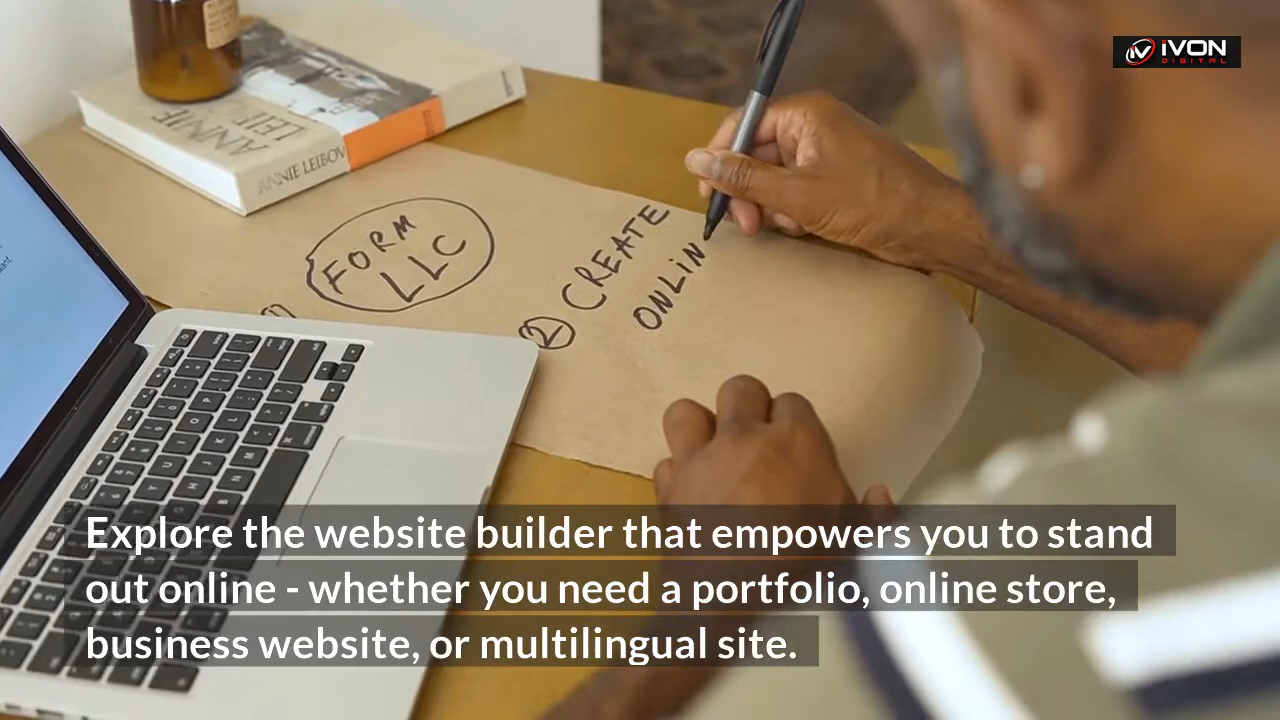 iVON
DIGITAL
ANNIE
LEIB
ANNIE LEIBOV
FORM
LLC
② CREATE
ONLIN
Explore the website builder that empowers you to stand
out online - whether you need a portfolio, online store,
business website, or multilingual site.